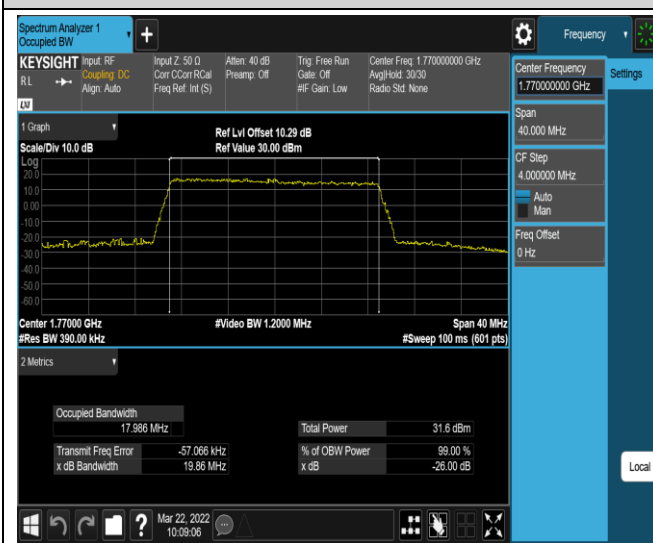 Spectrum Analyzer 1
Occupied BW
+
Frequency
KEYSIGHT
RL
LXI
Input: RF
Coupling: DC
Align: Auto
Input Z: 50 Ω
Corr CCorr RCal
Freq Ref: Int (S)
Atten: 40 dB
Preamp: Off
Trig: Free Run
Gate: Off
#IF Gain: Low
Center Freq: 1.770000000 GHz
Avg|Hold: 30/30
Radio Std: None
Center Frequency
1.770000000 GHz
Settings
Span
40.000 MHz
CF Step
4.000000 MHz
Auto
Man
Freq Offset
0 Hz
1 Graph
Scale/Div 10.0 dB
Ref Lvl Offset 10.29 dB
Ref Value 30.00 dBm
Log
20.0
10.0
0.00
-10.0
-20.0
-30.0
-40.0
-50.0
-60.0
Center 1.77000 GHz
#Video BW 1.2000 MHz
Span 40 MHz
#Res BW 390.00 kHz
#Sweep 100 ms (601 pts)
2 Metrics
Occupied Bandwidth
17.986 MHz
Total Power 31.6 dBm
Transmit Freq Error -57.066 kHz
% of OBW Power 99.00 %
x dB Bandwidth 19.86 MHz
x dB -26.00 dB
Local
?
Mar 22, 2022
10:09:06